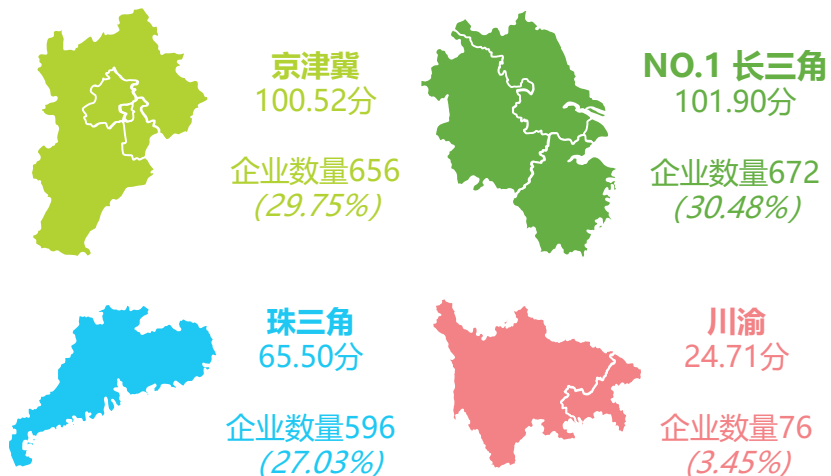 京津冀
100.52分
企业数量656
(29.75%)
NO.1 长三角
101.90分
企业数量672
(30.48%)
珠三角
65.50分
企业数量596
(27.03%)
川渝
24.71分
企业数量76
(3.45%)